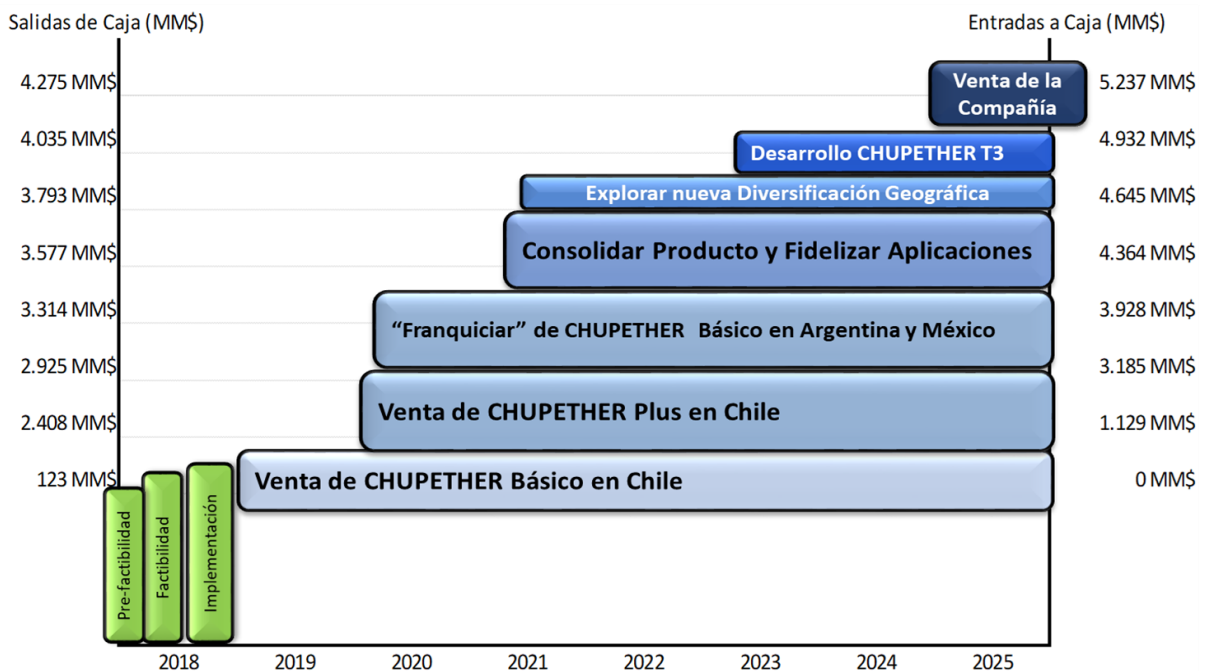 Salidas de Caja (MM$)
Entradas a Caja (MM$)
4.275 MM$
Venta de la
Compañía
5.237 MM$
4.035 MM$
Desarrollo CHUPETHER T3
4.932 MM$
3.793 MM$
Explorar nueva Diversificación Geográfica
4.645 MM$
3.577 MM$
Consolidar Producto y Fidelizar Aplicaciones
4.364 MM$
3.314 MM$
“Franquiciar” de CHUPETHER Básico en Argentina y México
3.928 MM$
2.925 MM$
3.185 MM$
2.408 MM$
Venta de CHUPETHER Plus en Chile
1.129 MM$
123 MM$
Venta de CHUPETHER Básico en Chile
0 MM$
Pre-factibilidad
Factibilidad
Implementación
2018 2019 2020 2021 2022 2023 2024 2025